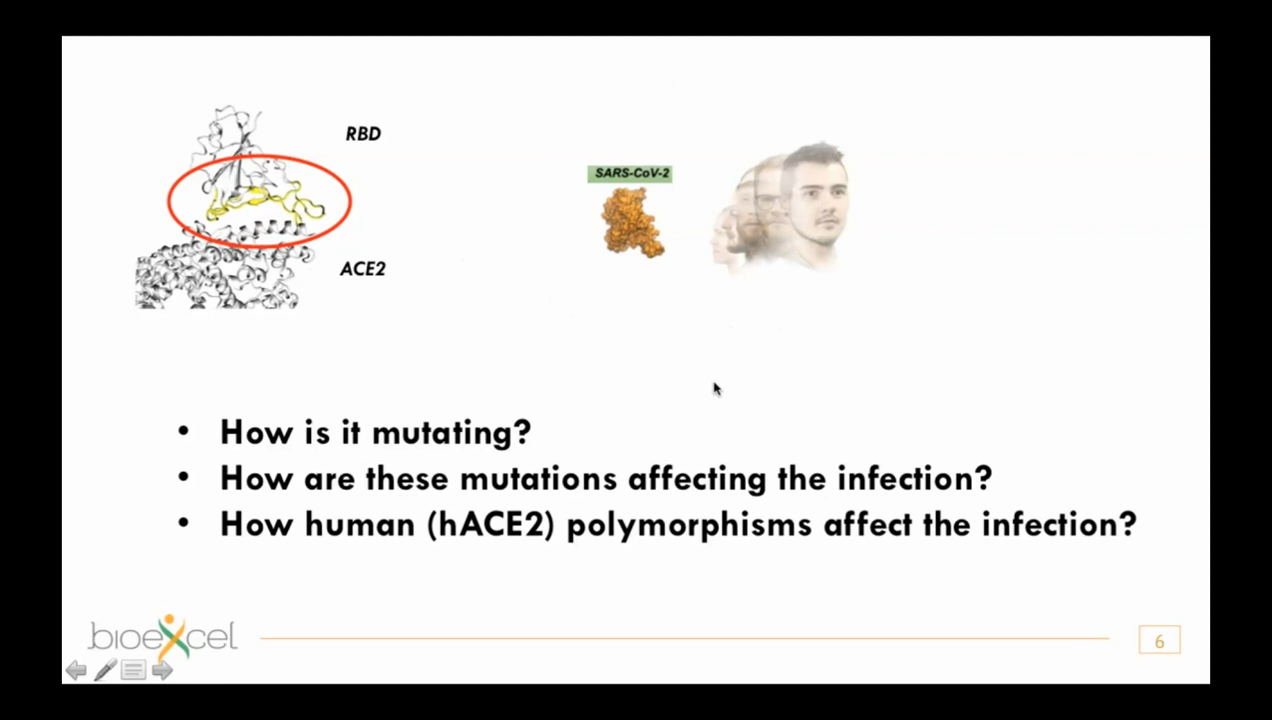 RBD
SARS-CoV-2
ACE2
• How is it mutating?
• How are these mutations affecting the infection?
• How human (hACE2) polymorphisms affect the infection?
bioexcel
6